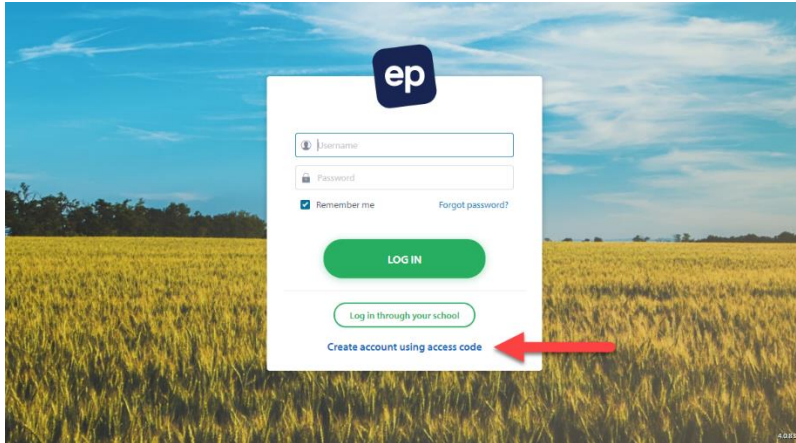 ep
Username
Password
Remember me Forgot password?
LOG IN
Log in through your school
Create account using access code